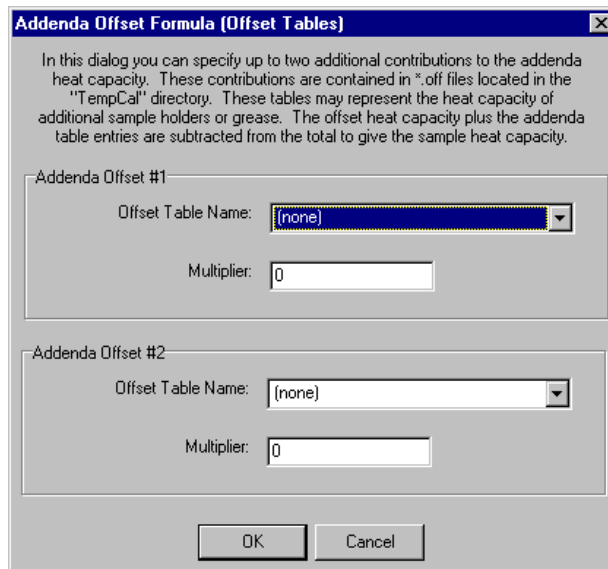 Addenda Offset Formula (Offset Tables)
In this dialog you can specify up to two additional contributions to the addenda
heat capacity. These contributions are contained in *.off files located in the
"TempCal" directory. These tables may represent the heat capacity of
additional sample holders or grease. The offset heat capacity plus the addenda
table entries are subtracted from the total to give the sample heat capacity.
Addenda Offset #1
Offset Table Name: (none)
Multiplier: 0
Addenda Offset #2
Offset Table Name: (none)
Multiplier: 0
OK Cancel